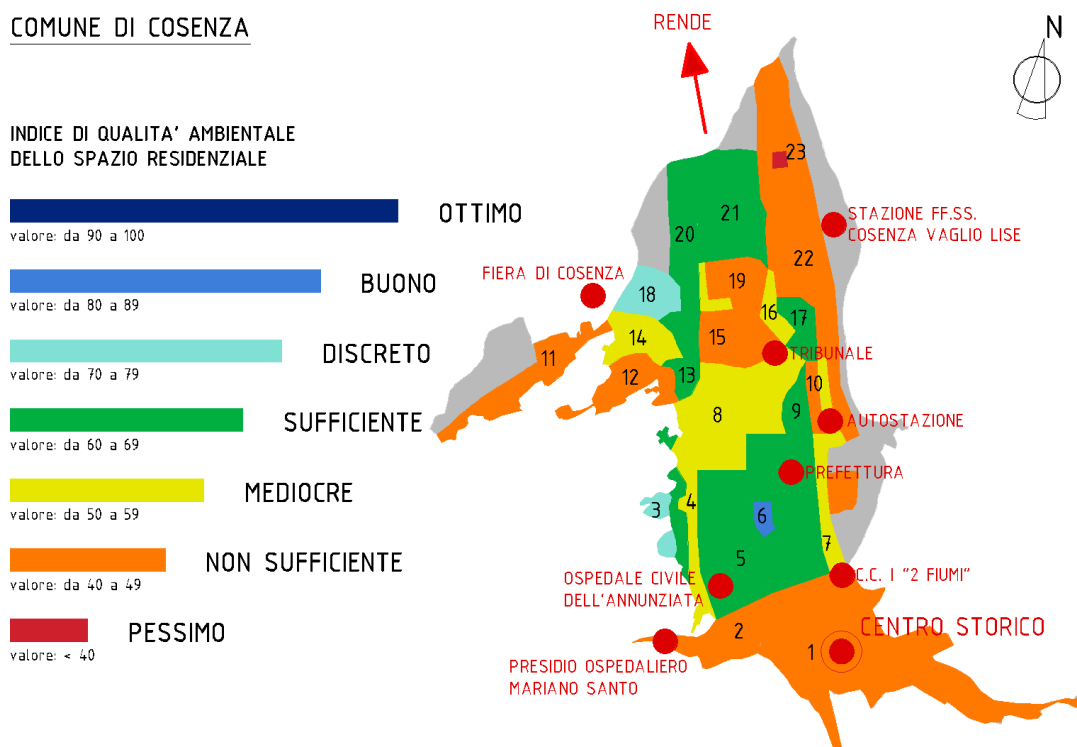 COMUNE DI COSENZA
RENDE
N
INDICE DI QUALITA' AMBIENTALE
DELLO SPAZIO RESIDENZIALE
OTTIMO
valore: da 90 a 100
BUONO
valore: da 80 a 89
DISCRETO
valore: da 70 a 79
SUFFICIENTE
valore: da 60 a 69
MEDIOCRE
valore: da 50 a 59
NON SUFFICIENTE
valore: da 40 a 49
PESSIMO
valore: < 40
23
21
20
STAZIONE FF.SS.
COSENZA VAGLIO LISE
22
FIERA DI COSENZA
19
18
16
17
14
15
TRIBUNALE
11
12
13
10
8
9
AUTOSTAZIONE
PREFETTURA
3
4
6
7
5
OSPEDALE CIVILE
DELL'ANNUNZIATA
C.C. I "2 FIUMI"
2
CENTRO STORICO
1
PRESIDIO OSPEDALIERO
MARIANO SANTO